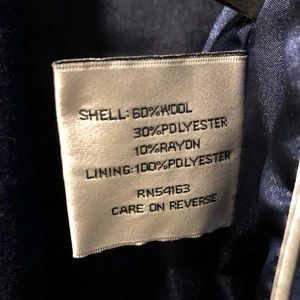 SHELL: 60%WOOL
30%POLYESTER
10%RAYON
LINING:100%POLYESTER
RN54163
CARE ON REVERSE